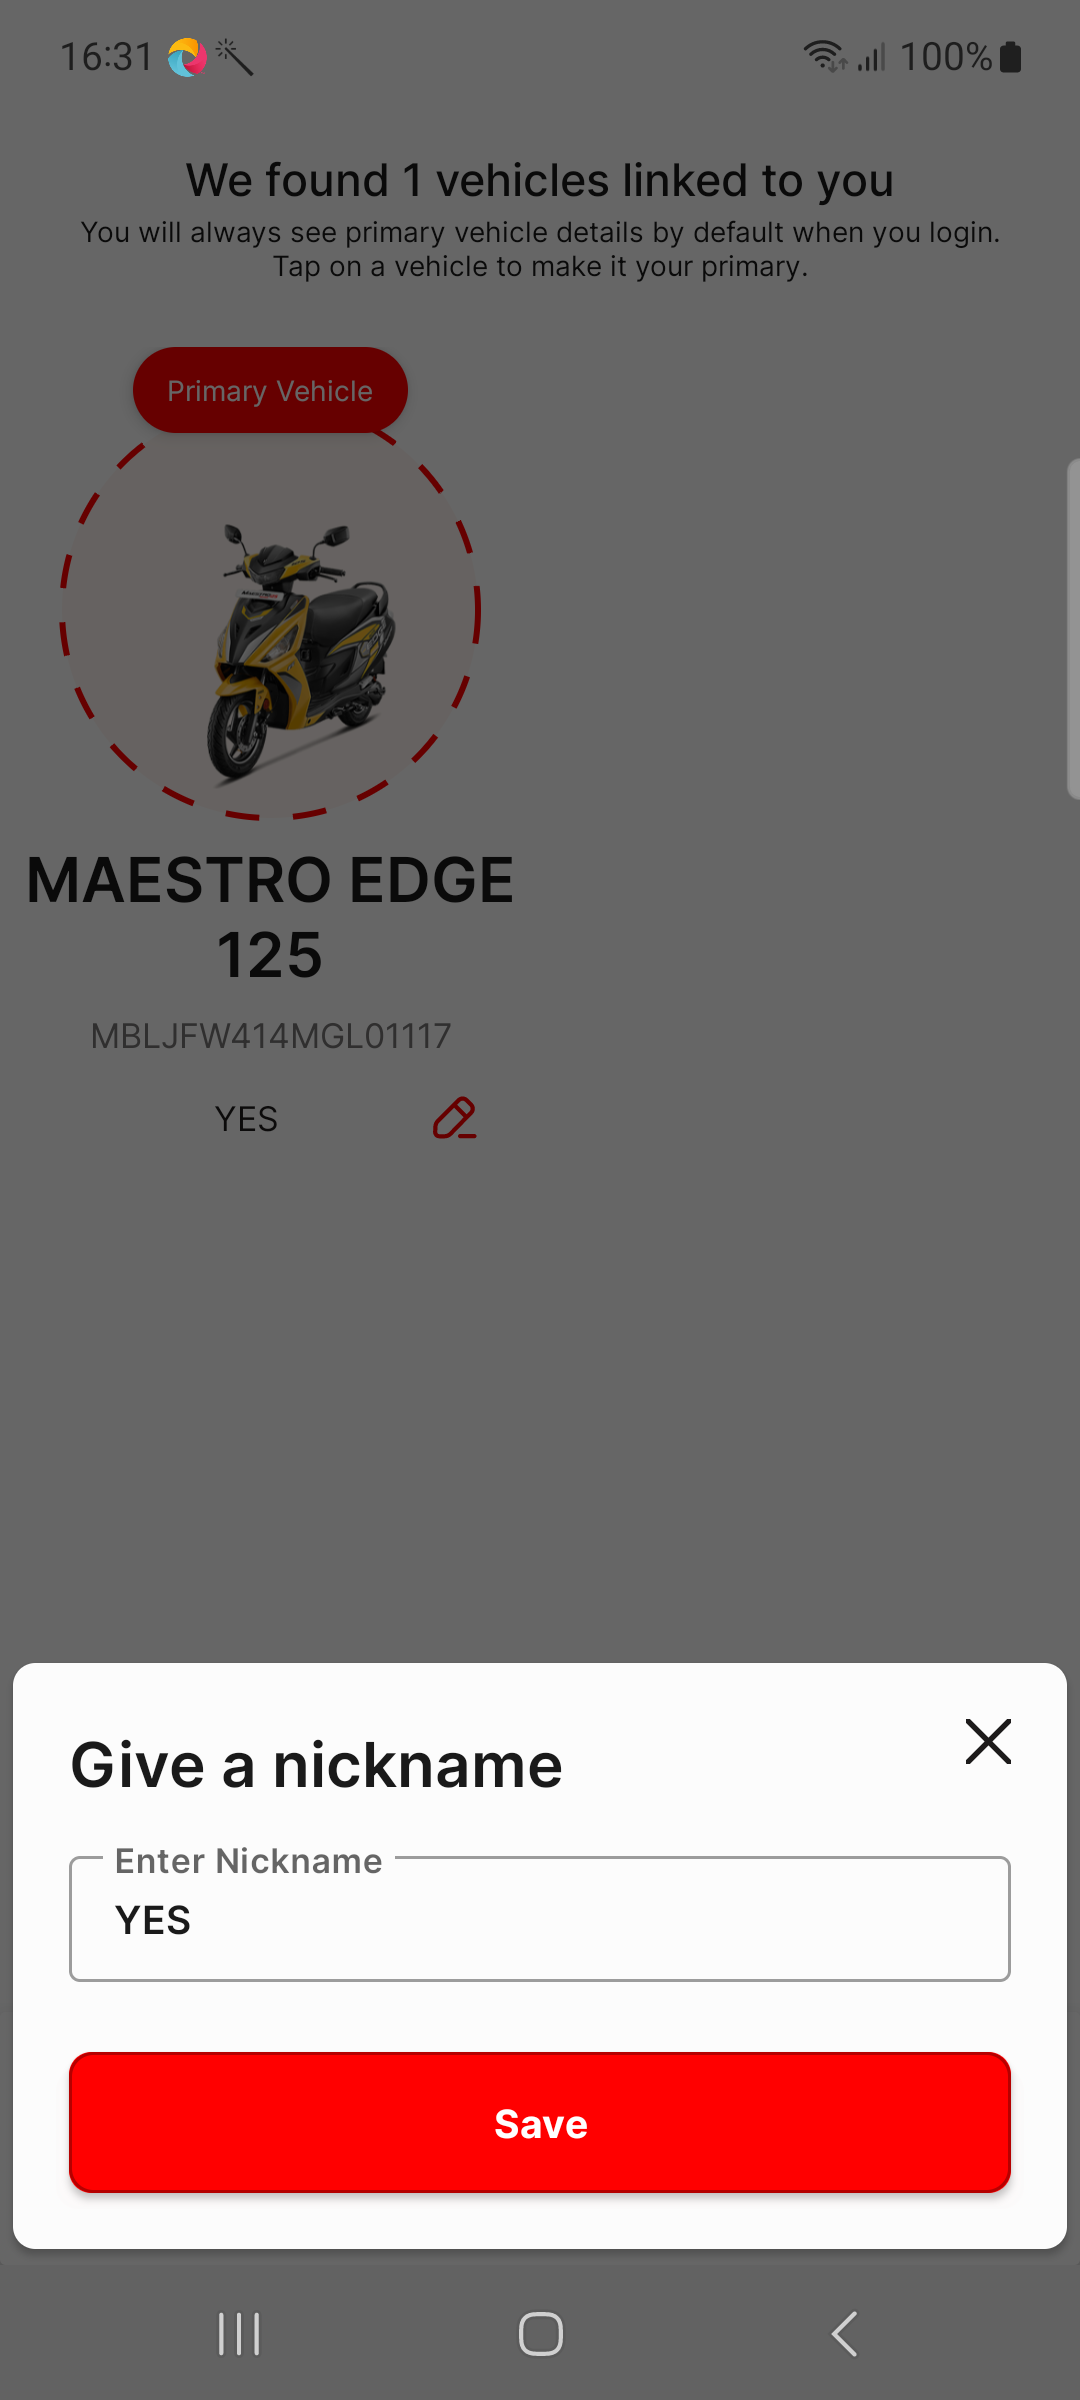 16:31
100%
We found 1 vehicles linked to you
You will always see primary vehicle details by default when you login.
Tap on a vehicle to make it your primary.
Primary Vehicle
MAESTRO EDGE
125
MBLJFW414MGL01117
YES
Give a nickname
Enter Nickname
YES
Save